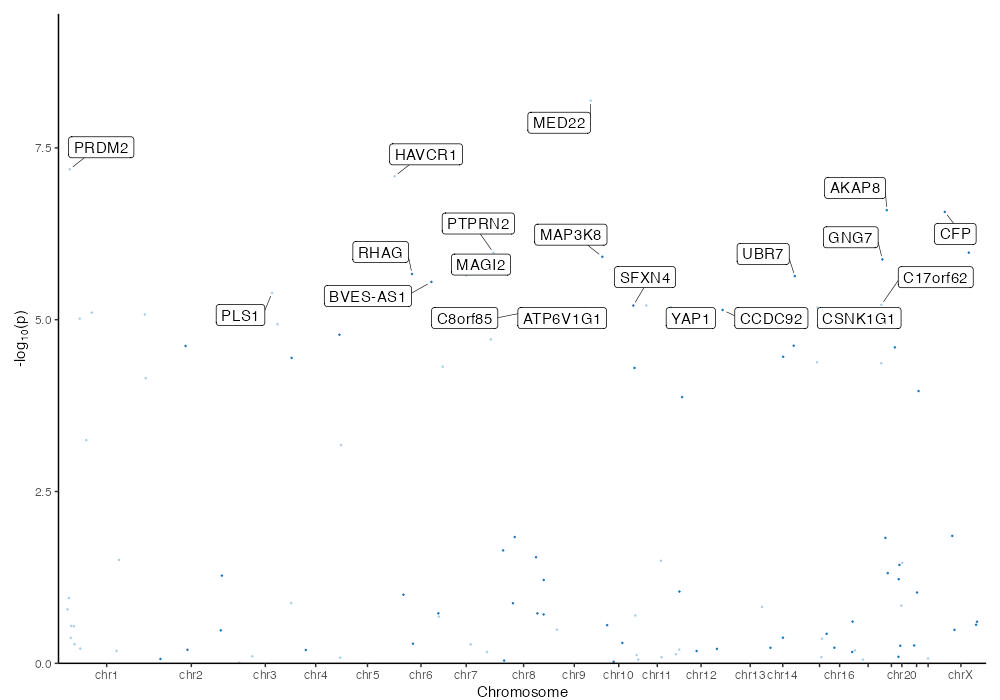 MED22
PRDM2
7.5
HAVCR1
AKAP8
PTPRN2
MAP3K8
GNG7
CFP
RHAG
UBR7
MAGI2
SFXN4
C17orf62
BVES-AS1
PLS1
C8orf85
ATP6V1G1
YAP1
CCDC92
CSNK1G1
5.0
-log10(p)
2.5
0.0
chr1 chr2 chr3 chr4 chr5 chr6 chr7 chr8 chr9 chr10 chr11 chr12 chr13 chr14 chr16 chr20 chrX
Chromosome